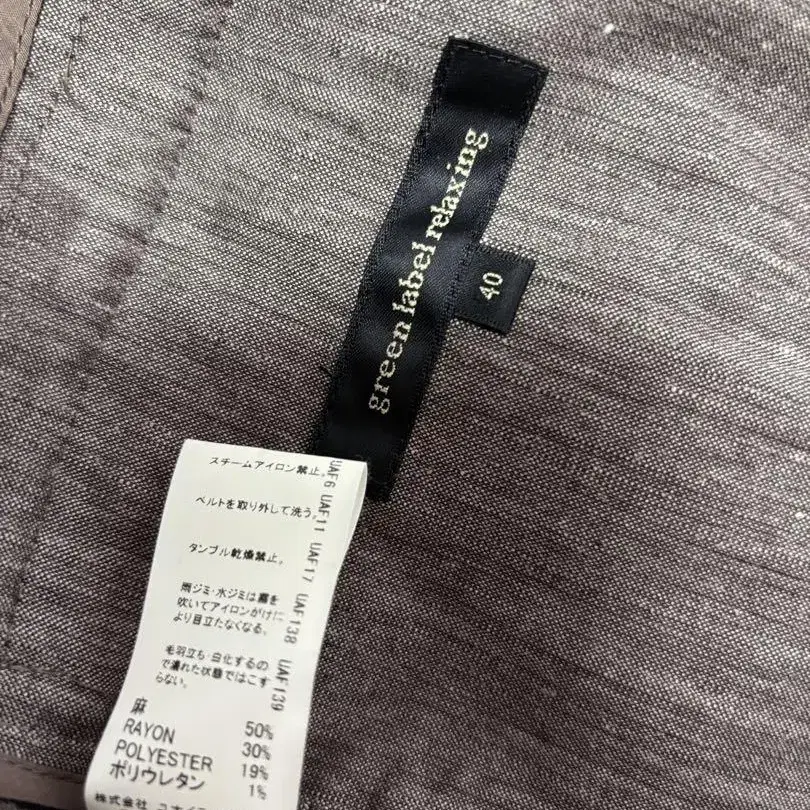 green label relaxing
40
スチームアイロン禁止。
ベルトを取り外して洗う。
タンブル乾燥禁止。
雨ジミ・水ジミは霧を
吹いてアイロンがけに
より目立たなくなる。
毛羽立ち・白化するの
で濡れた状態ではこす
らない。
UAF6 UAF11 UAF17 UAF138 UAF139
麻 50%
RAYON 30%
POLYESTER 19%
ポリウレタン 1%
株式会社